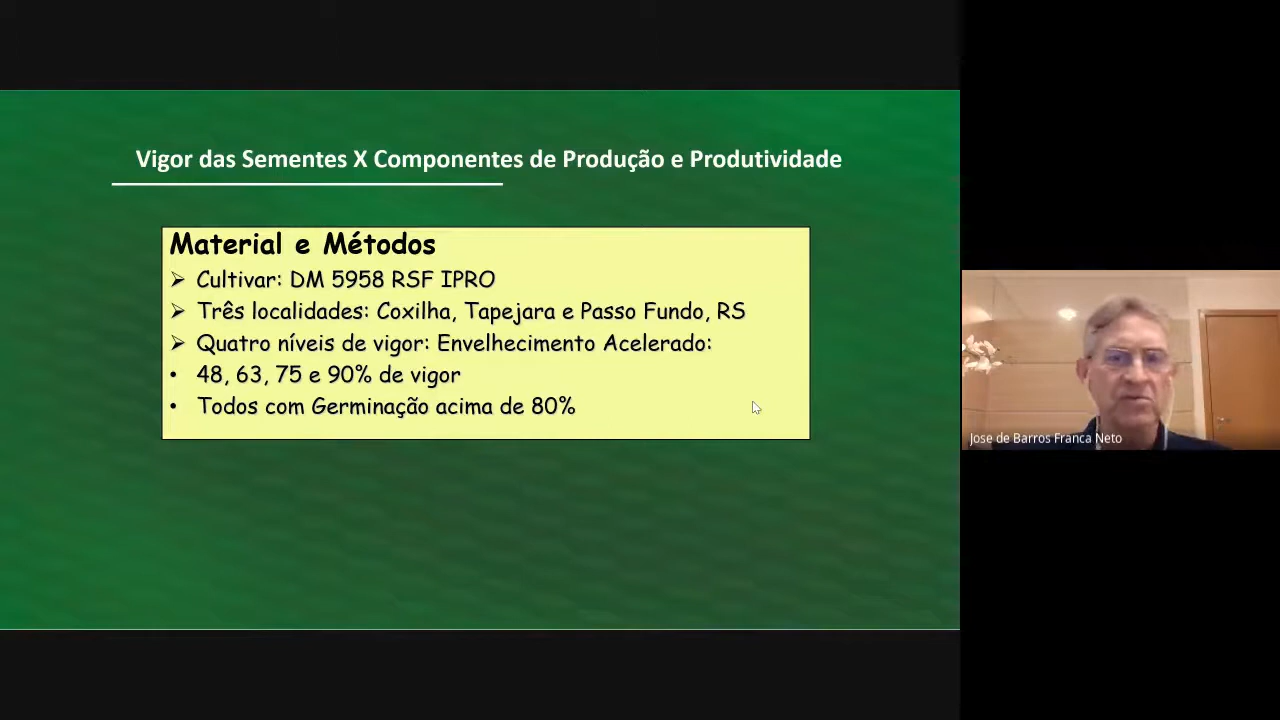 Vigor das Sementes X Componentes de Produção e Produtividade
Material e Métodos
➢ Cultivar: DM 5958 RSF IPRO
➢ Três localidades: Coxilha, Tapejara e Passo Fundo, RS
➢ Quatro níveis de vigor: Envelhecimento Acelerado:
• 48, 63, 75 e 90% de vigor
• Todos com Germinação acima de 80%
Jose de Barros Franca Neto